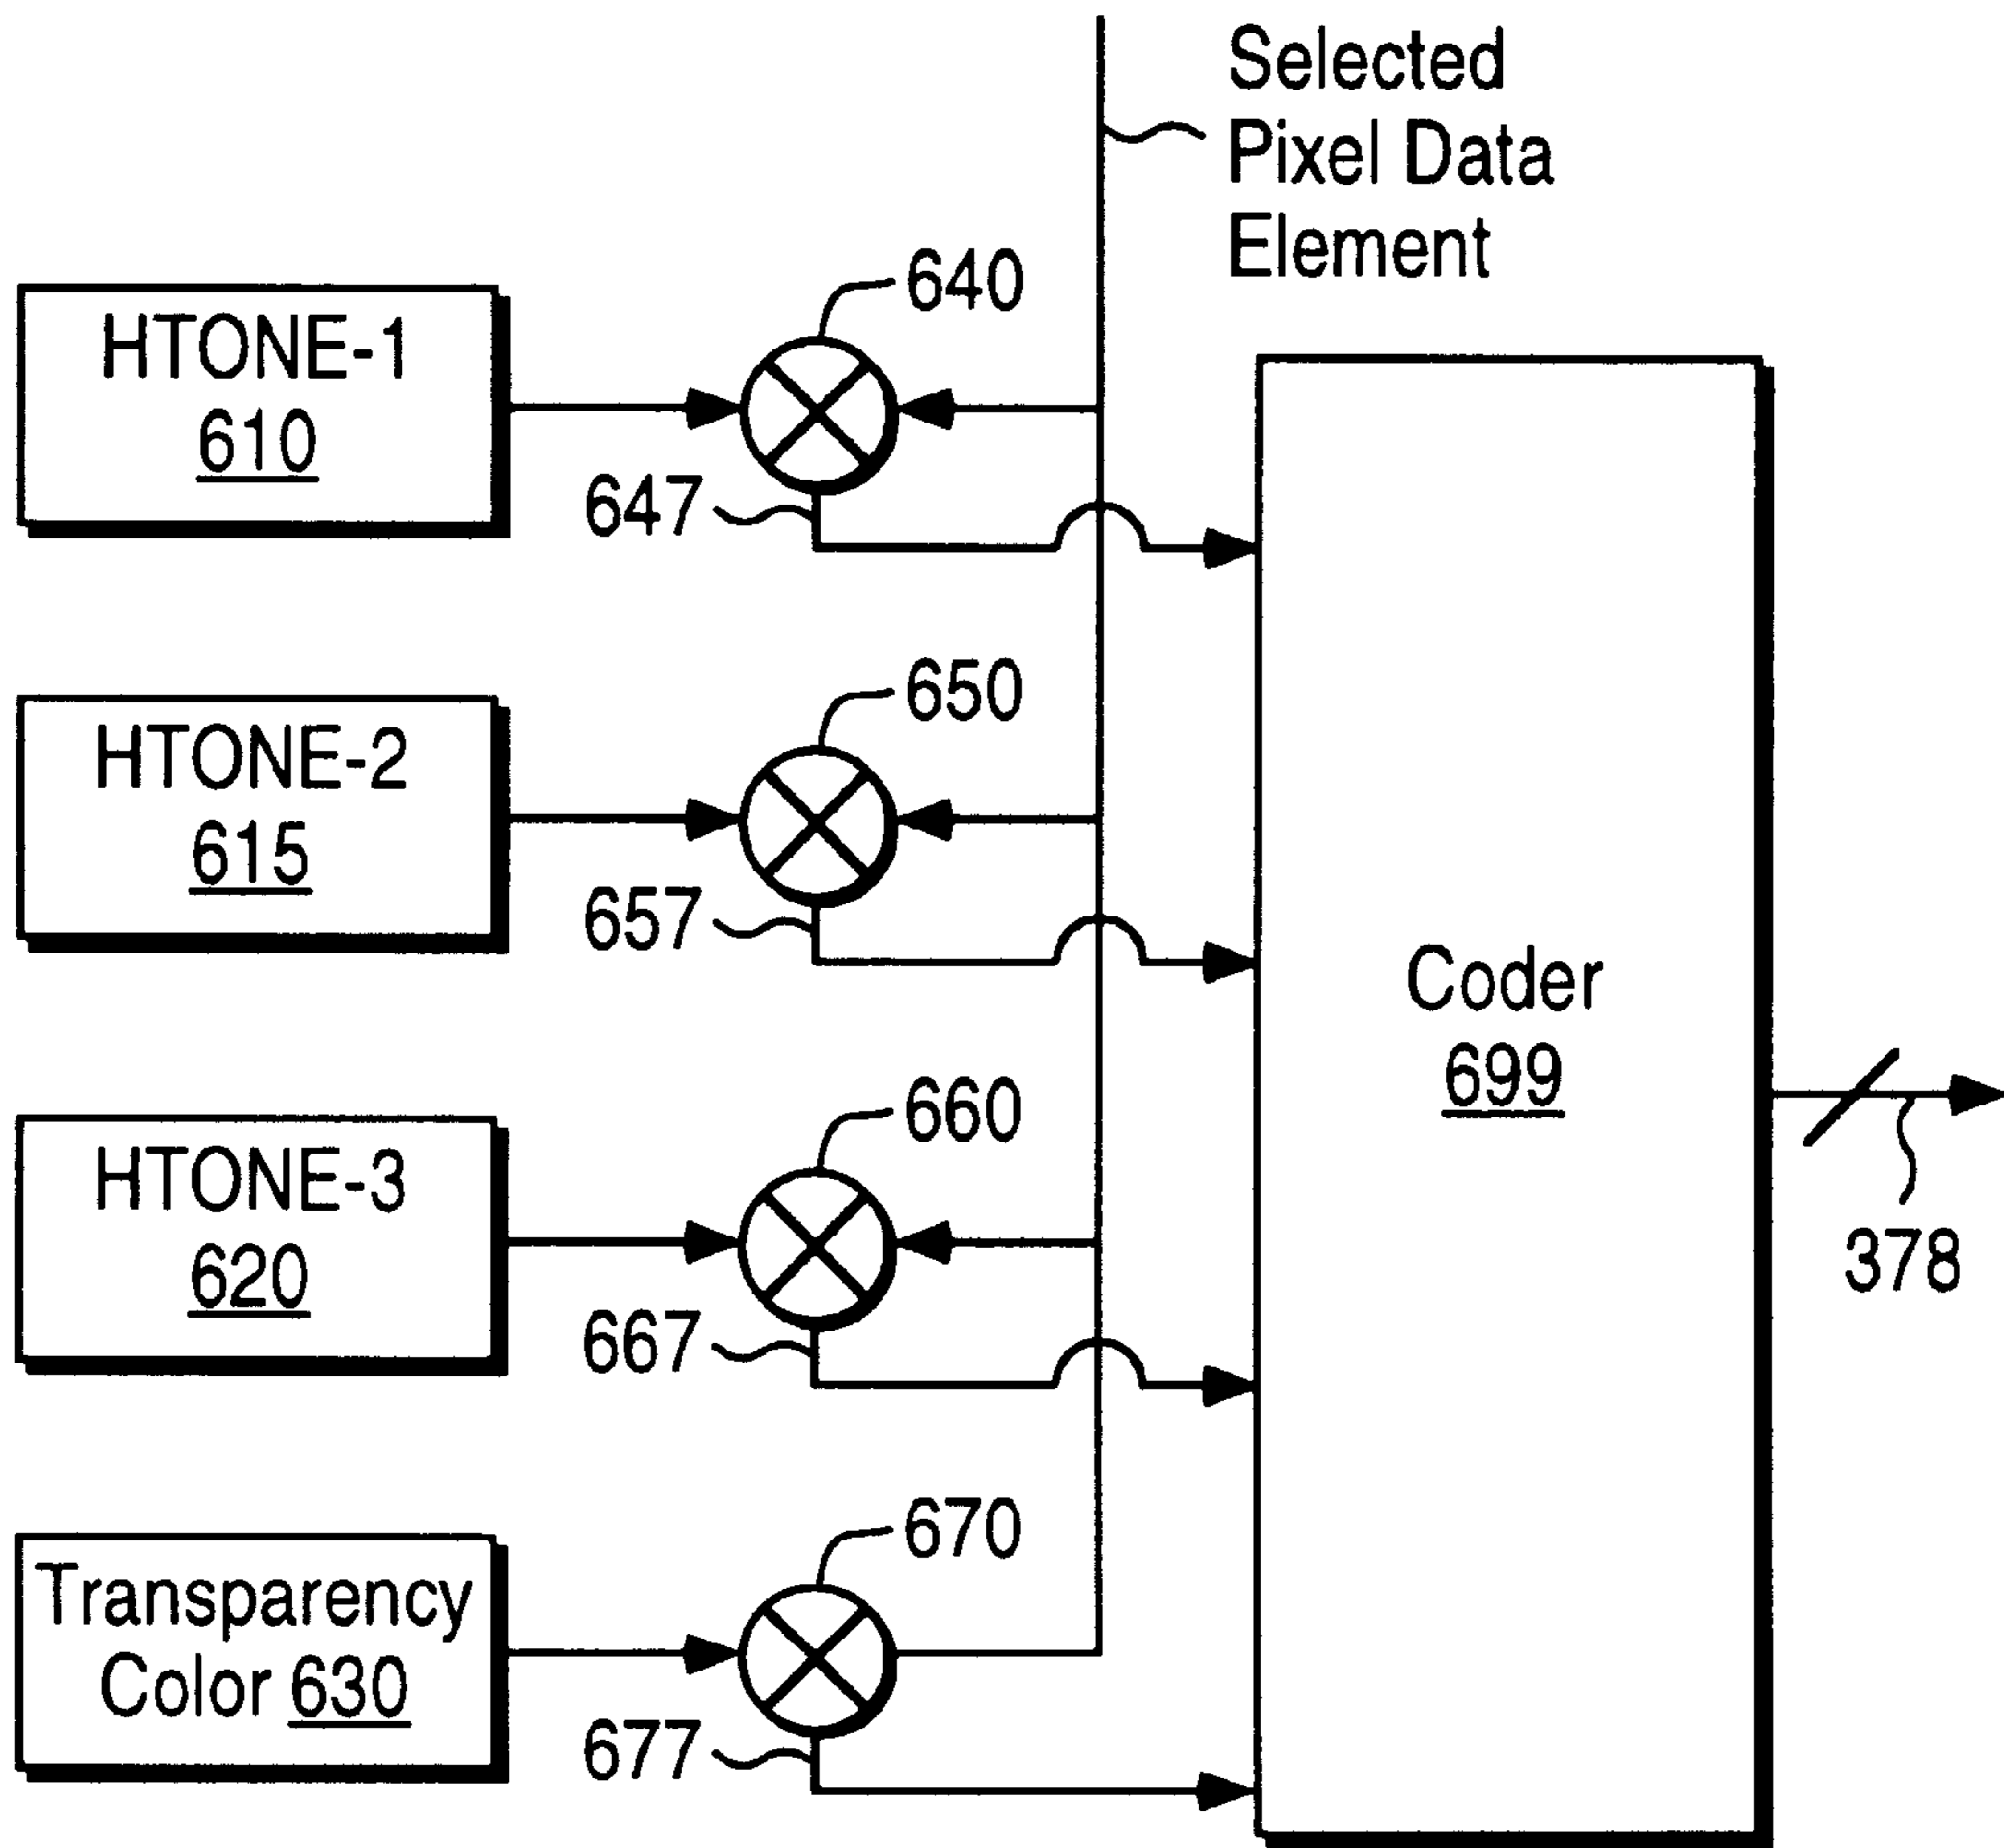 Selected
Pixel Data
Element
640
HTONE-1
610
647
650
HTONE-2
615
657
Coder
699
660
HTONE-3
620
667
378
670
Transparency
Color 630
677